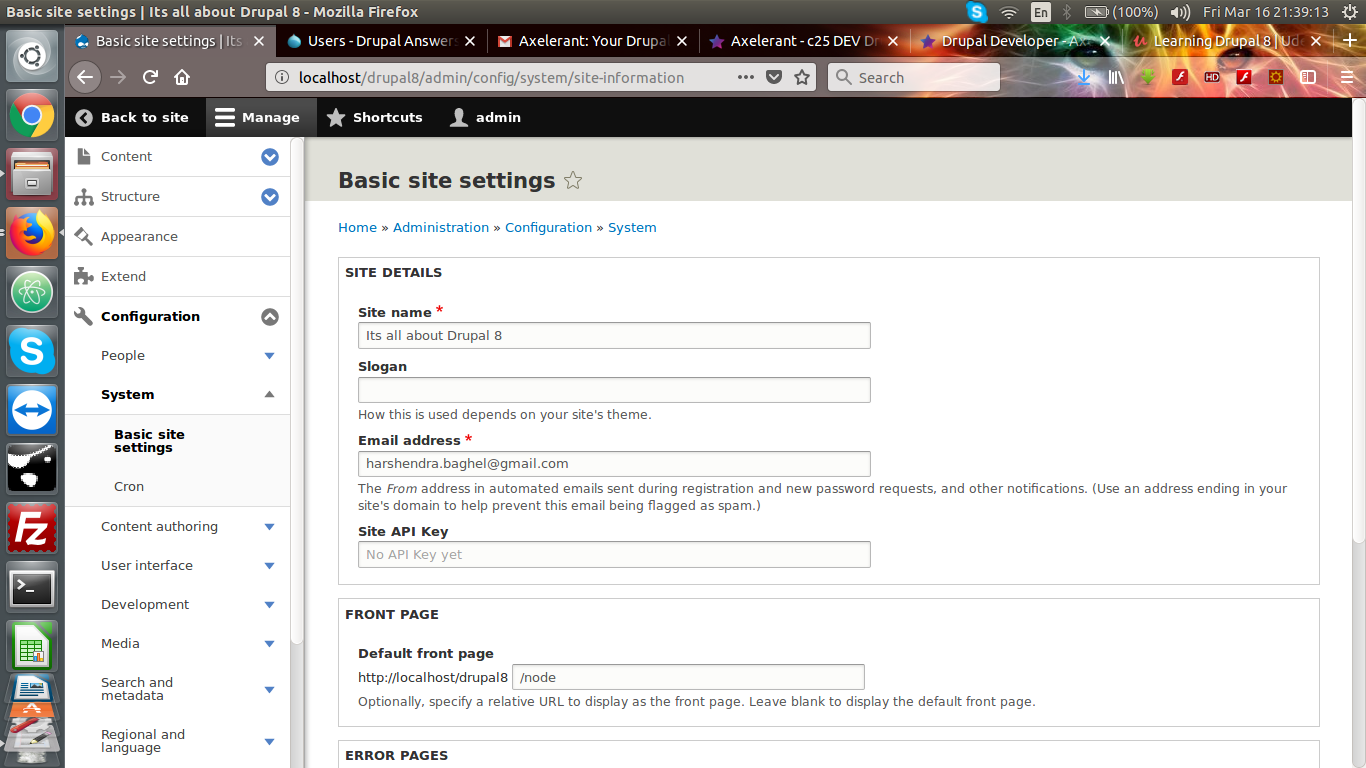 Basic site settings | Its all about Drupal 8 - Mozilla Firefox
En
(100%)
Fri Mar 16 21:39:13
Basic site settings | Its
Users - Drupal Answers
Axelerant: Your Drupal
Axelerant - c25 DEV Dr
Drupal Developer - Ax
Learning Drupal 8 | Ude
localhost/drupal8/admin/config/system/site-information
Search
HD
Back to site
Manage
Shortcuts
admin
Content
Structure
Appearance
Extend
Configuration
People
System
Basic site
settings
Cron
Content authoring
User interface
Development
Media
Search and
metadata
Regional and
language
Basic site settings
Home » Administration » Configuration » System
SITE DETAILS
Site name *
Its all about Drupal 8
Slogan
How this is used depends on your site's theme.
Email address *
harshendra.baghel@gmail.com
The From address in automated emails sent during registration and new password requests, and other notifications. (Use an address ending in your
site's domain to help prevent this email being flagged as spam.)
Site API Key
No API Key yet
FRONT PAGE
Default front page
http://localhost/drupal8 /node
Optionally, specify a relative URL to display as the front page. Leave blank to display the default front page.
ERROR PAGES